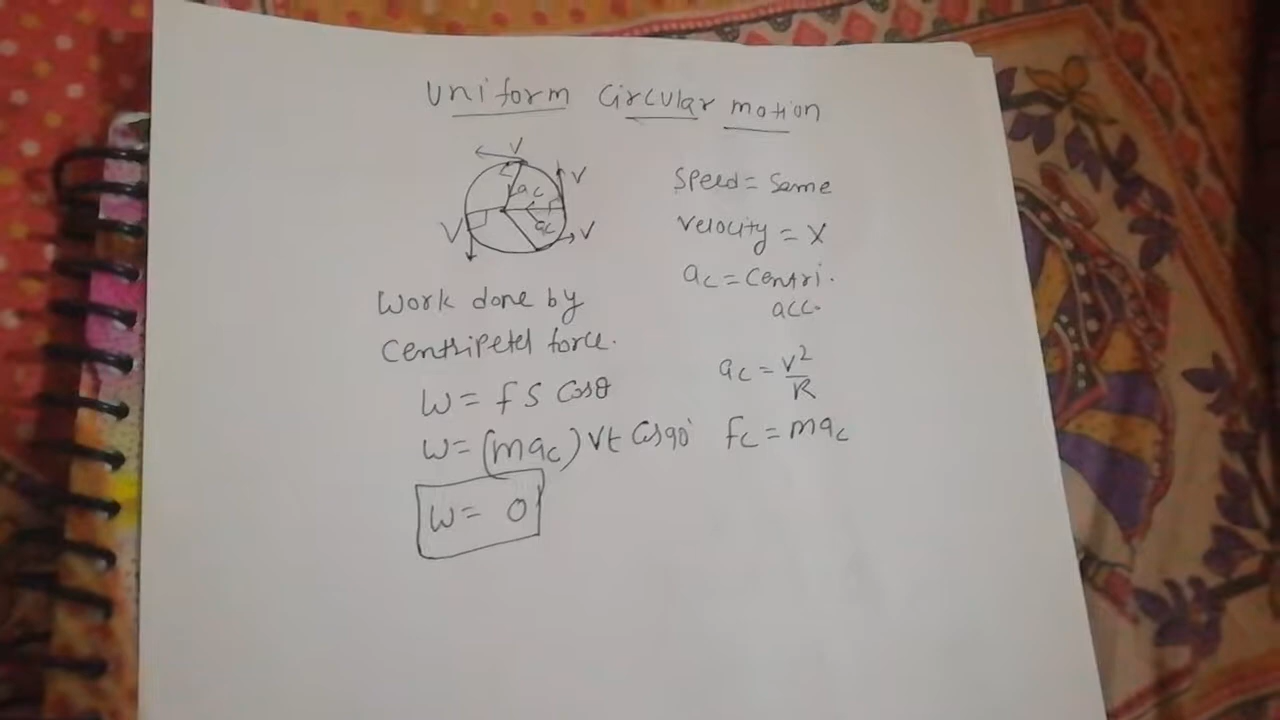 Uniform Circular motion
V
V
ac
ac
V
V
Speed = Same
Velocity = X
ac = Centri.
acc.
Work done by
Centripetel force.
ac = V²/R
W = f S Cosθ
W = (mac) Vt Cos90° fc = mac
W = 0